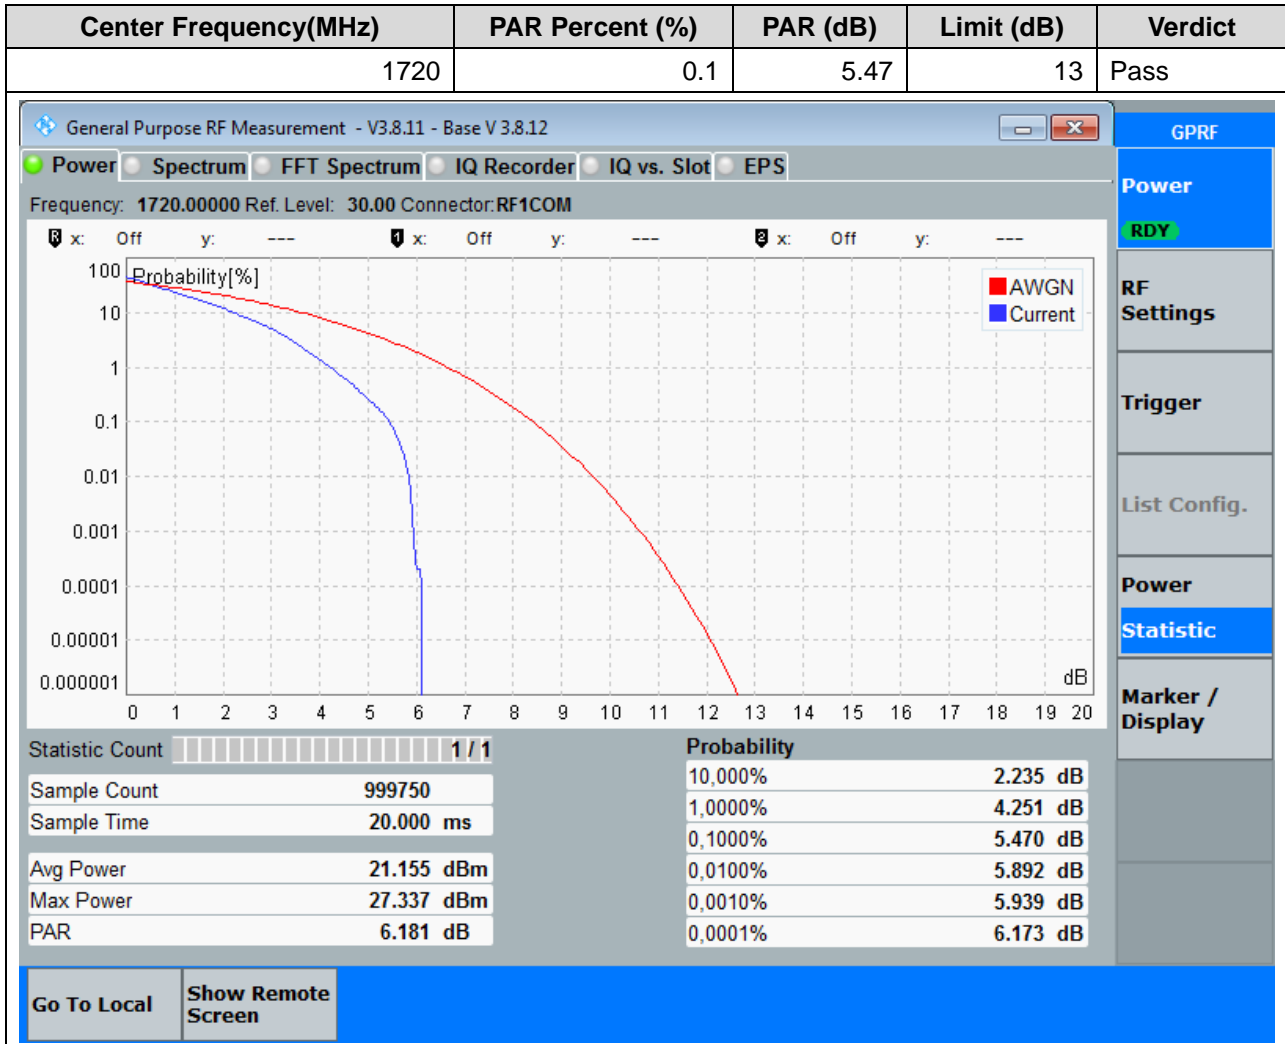 Center Frequency(MHz) PAR Percent (%) PAR (dB) Limit (dB) Verdict
1720 0.1 5.47 13 Pass
General Purpose RF Measurement - V3.8.11 - Base V 3.8.12
GPRF
Power Spectrum FFT Spectrum IQ Recorder IQ vs. Slot EPS
Power
RDY
Frequency: 1720.00000 Ref. Level: 30.00 Connector:RF1COM
R x: Off y: --- 1 x: Off y: --- 2 x: Off y: ---
Probability[%]
AWGN
Current
100
10
1
0.1
0.01
0.001
0.0001
0.00001
0.000001
dB
0 1 2 3 4 5 6 7 8 9 10 11 12 13 14 15 16 17 18 19 20
RF
Settings
Trigger
List Config.
Power
Statistic
Marker /
Display
Statistic Count 1 / 1
Sample Count 999750
Sample Time 20.000 ms
Avg Power 21.155 dBm
Max Power 27.337 dBm
PAR 6.181 dB
Probability
10,000% 2.235 dB
1,0000% 4.251 dB
0,1000% 5.470 dB
0,0100% 5.892 dB
0,0010% 5.939 dB
0,0001% 6.173 dB
Go To Local
Show Remote
Screen